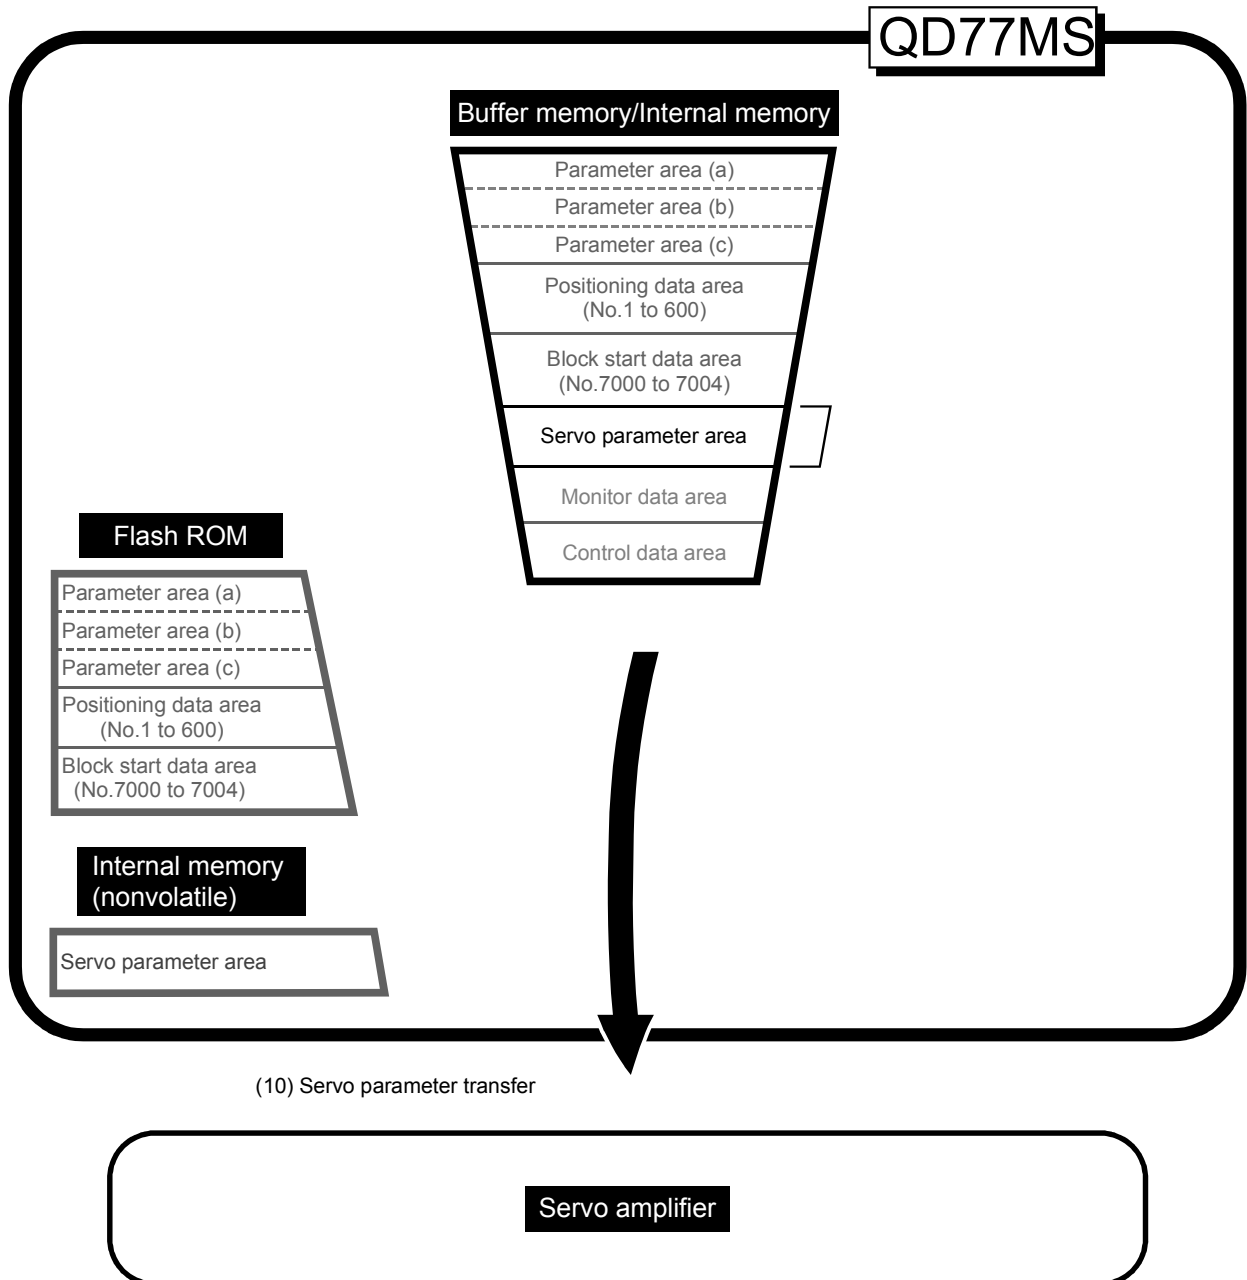 QD77MS
Buffer memory/Internal memory
Parameter area (a)
Parameter area (b)
Parameter area (c)
Positioning data area
(No.1 to 600)
Block start data area
(No.7000 to 7004)
Servo parameter area
Monitor data area
Control data area
Flash ROM
Parameter area (a)
Parameter area (b)
Parameter area (c)
Positioning data area
(No.1 to 600)
Block start data area
(No.7000 to 7004)
Internal memory
(nonvolatile)
Servo parameter area
(10) Servo parameter transfer
Servo amplifier